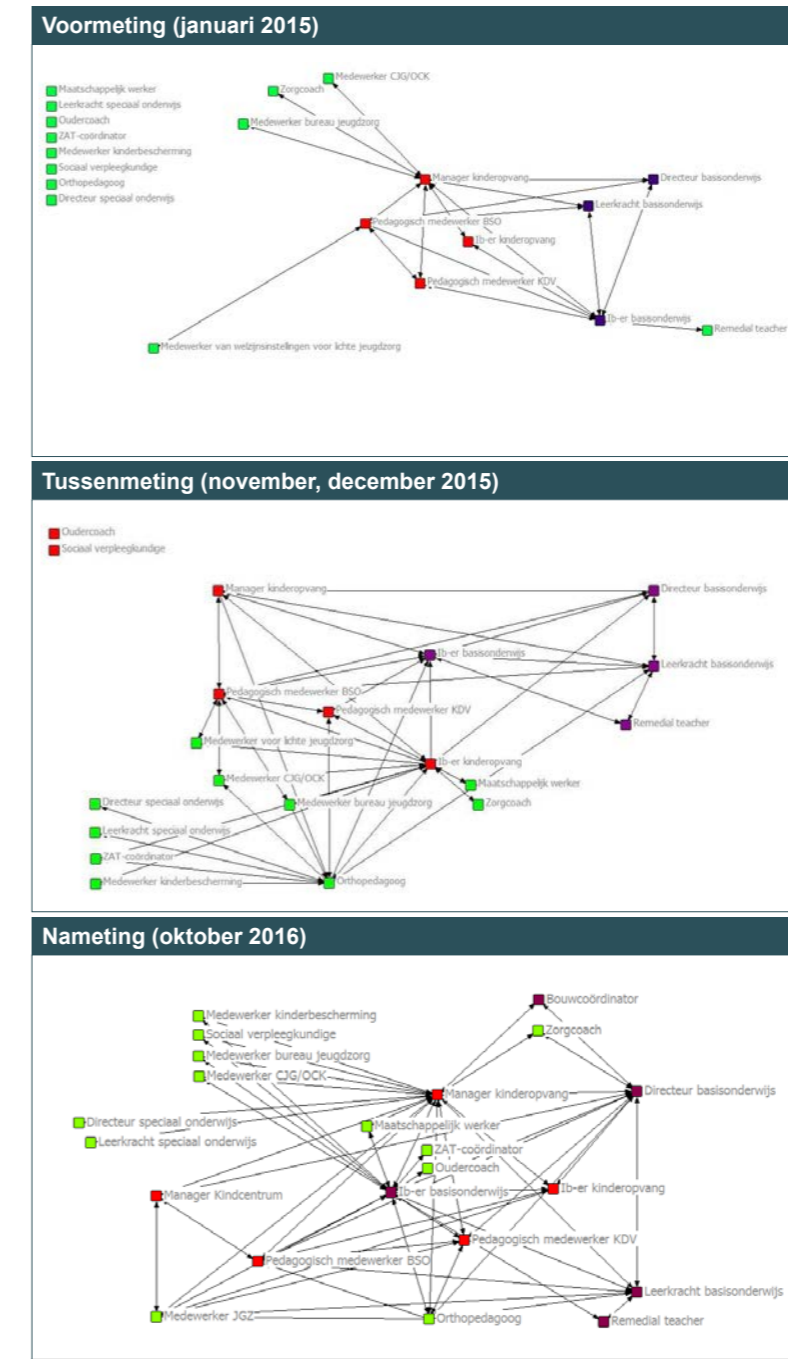 Voormeting (januari 2015)
Medewerker CJG/OCK
Maatschappelijk werker
Zorgcoach
Leerkracht speciaal onderwijs
Oudercoach
ZAT-coördinator
Medewerker bureau jeugdzorg
Medewerker kinderbescherming
Sociaal verpleegkundige
Orthopedagoog
Directeur speciaal onderwijs
Manager kinderopvang
Directeur basisonderwijs
Leerkracht basisonderwijs
Pedagogisch medewerker BSO
Ib-er kinderopvang
Pedagogisch medewerker KDV
Ib-er basisonderwijs
Remedial teacher
Medewerker van welzijnsinstellingen voor lichte jeugdzorg
Tussenmeting (november, december 2015)
Oudercoach
Sociaal verpleegkundige
Manager kinderopvang
Directeur basisonderwijs
Ib-er basisonderwijs
Leerkracht basisonderwijs
Pedagogisch medewerker BSO
Pedagogisch medewerker KDV
Remedial teacher
Medewerker voor lichte jeugdzorg
Ib-er kinderopvang
Medewerker CJG/OCK
Maatschappelijk werker
Directeur speciaal onderwijs
Medewerker bureau jeugdzorg
Zorgcoach
Leerkracht speciaal onderwijs
ZAT-coördinator
Medewerker kinderbescherming
Orthopedagoog
Nameting (oktober 2016)
Bouwcoördinator
Medewerker kinderbescherming
Zorgcoach
Sociaal verpleegkundige
Medewerker bureau jeugdzorg
Medewerker CJG/OCK
Manager kinderopvang
Directeur basisonderwijs
Directeur speciaal onderwijs
Maatschappelijk werker
Leerkracht speciaal onderwijs
ZAT-coördinator
Oudercoach
Manager Kindcentrum
Ib-er basisonderwijs
Ib-er kinderopvang
Pedagogisch medewerker KDV
Pedagogisch medewerker BSO
Leerkracht basisonderwijs
Medewerker JGZ
Orthopedagoog
Remedial teacher